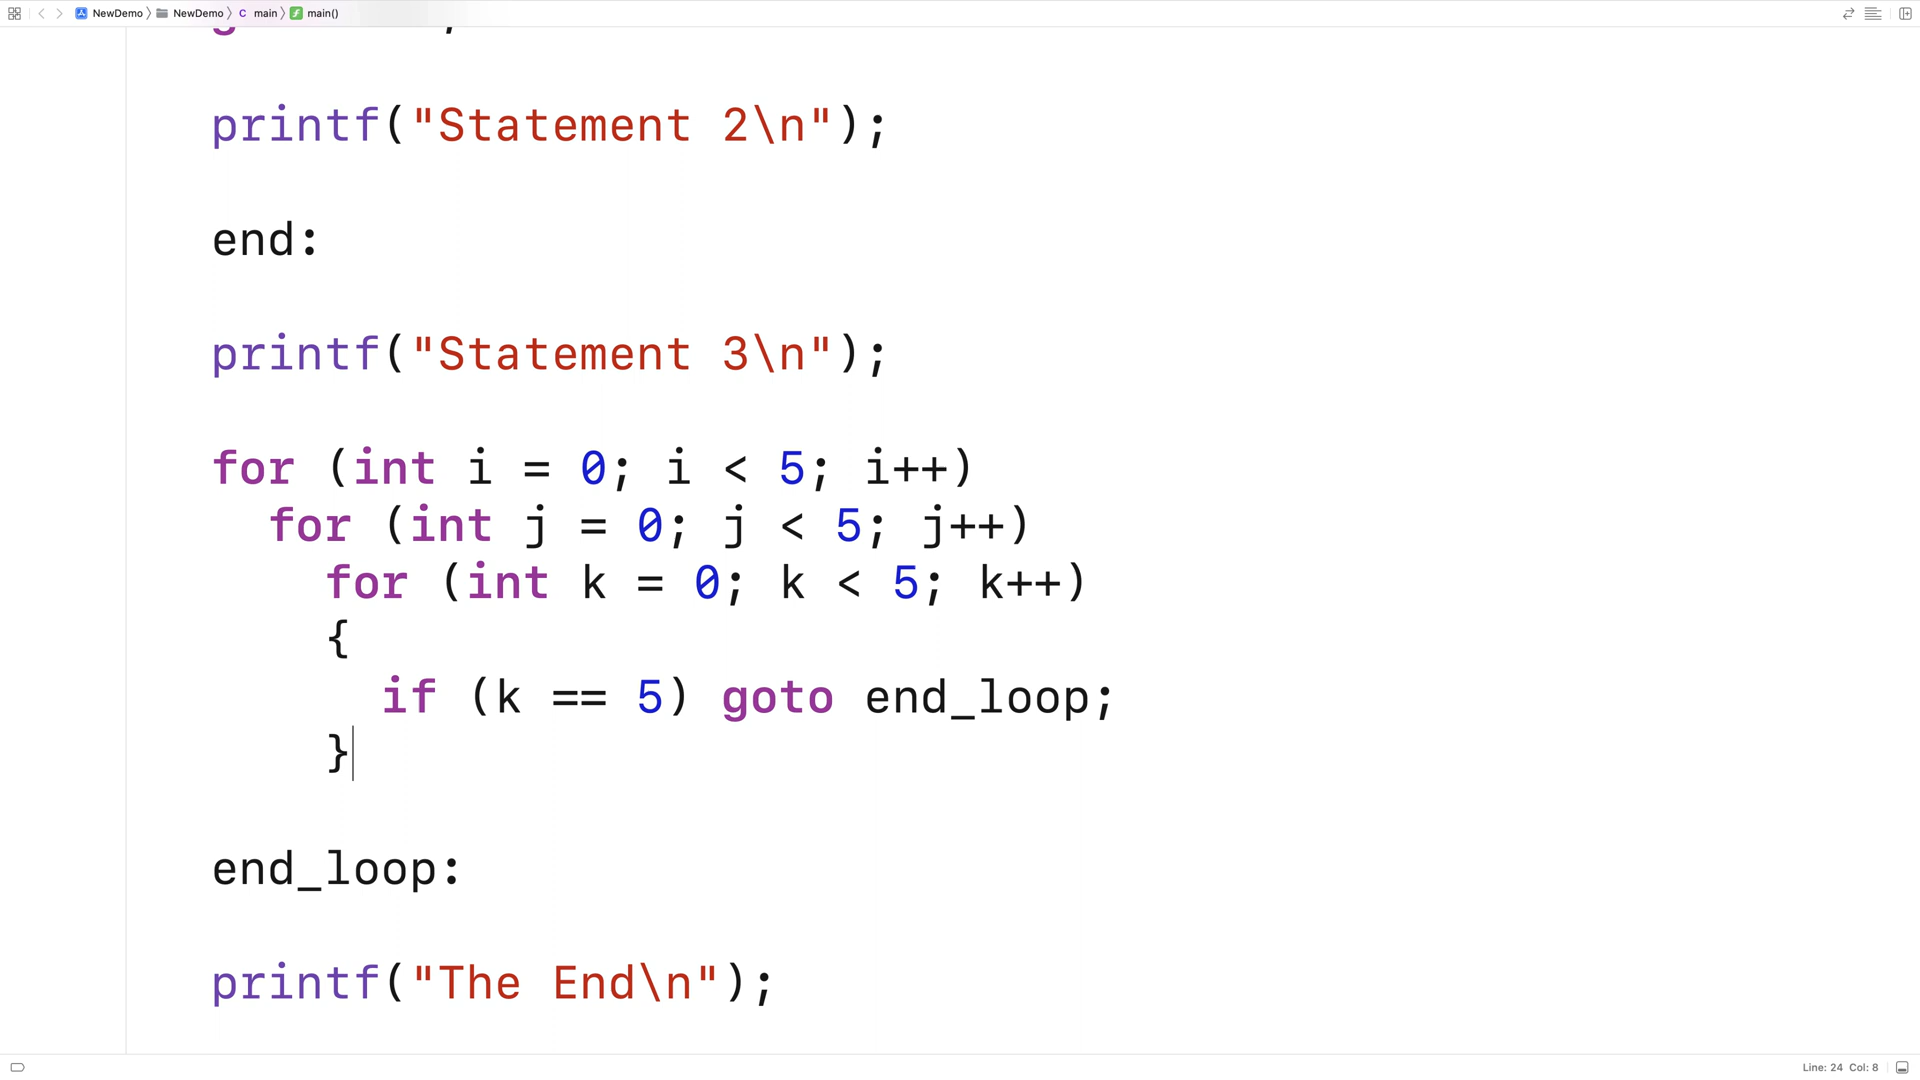 NewDemo NewDemo C main f main()
printf("Statement 2\n");
end:
printf("Statement 3\n");
for (int i = 0; i < 5; i++)
for (int j = 0; j < 5; j++)
for (int k = 0; k < 5; k++)
{
if (k == 5) goto end_loop;
}
end_loop:
printf("The End\n");
Line: 24 Col: 8